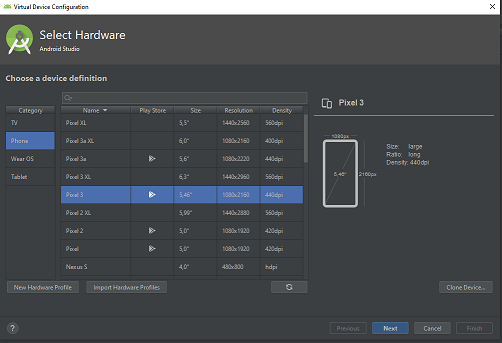 Virtual Device Configuration
Select Hardware
Android Studio
Choose a device definition
Category Name Play Store Size Resolution Density
TV
Phone
Wear OS
Tablet
Pixel XL 5,5" 1440x2560 560dpi
Pixel 3a XL 6,0" 1080x2160 400dpi
Pixel 3a 5,6" 1080x2220 440dpi
Pixel 3 XL 6,3" 1440x2960 560dpi
Pixel 3 5,46" 1080x2160 440dpi
Pixel 2 XL 5,99" 1440x2880 560dpi
Pixel 2 5,0" 1080x1920 420dpi
Pixel 5,0" 1080x1920 420dpi
Nexus S 4,0" 480x800 hdpi
Pixel 3
1080px
5,46"
2160px
Size: large
Ratio: long
Density: 440dpi
New Hardware Profile Import Hardware Profiles Clone Device...
? Previous Next Cancel Finish